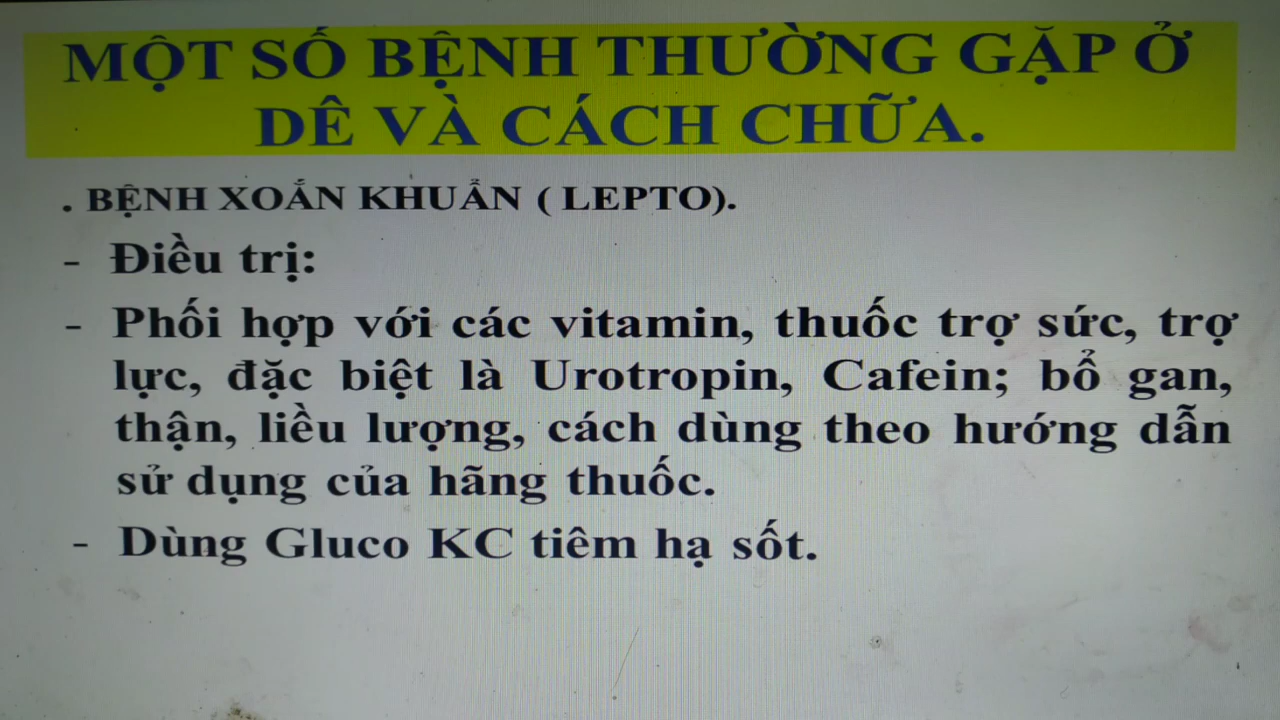 MỘT SỐ BỆNH THƯỜNG GẶP Ở
DÊ VÀ CÁCH CHỮA.
. BỆNH XOẮN KHUẨN ( LEPTO).
- Điều trị:
- Phối hợp với các vitamin, thuốc trợ sức, trợ
lực, đặc biệt là Urotropin, Cafein; bổ gan,
thận, liều lượng, cách dùng theo hướng dẫn
sử dụng của hãng thuốc.
- Dùng Gluco KC tiêm hạ sốt.